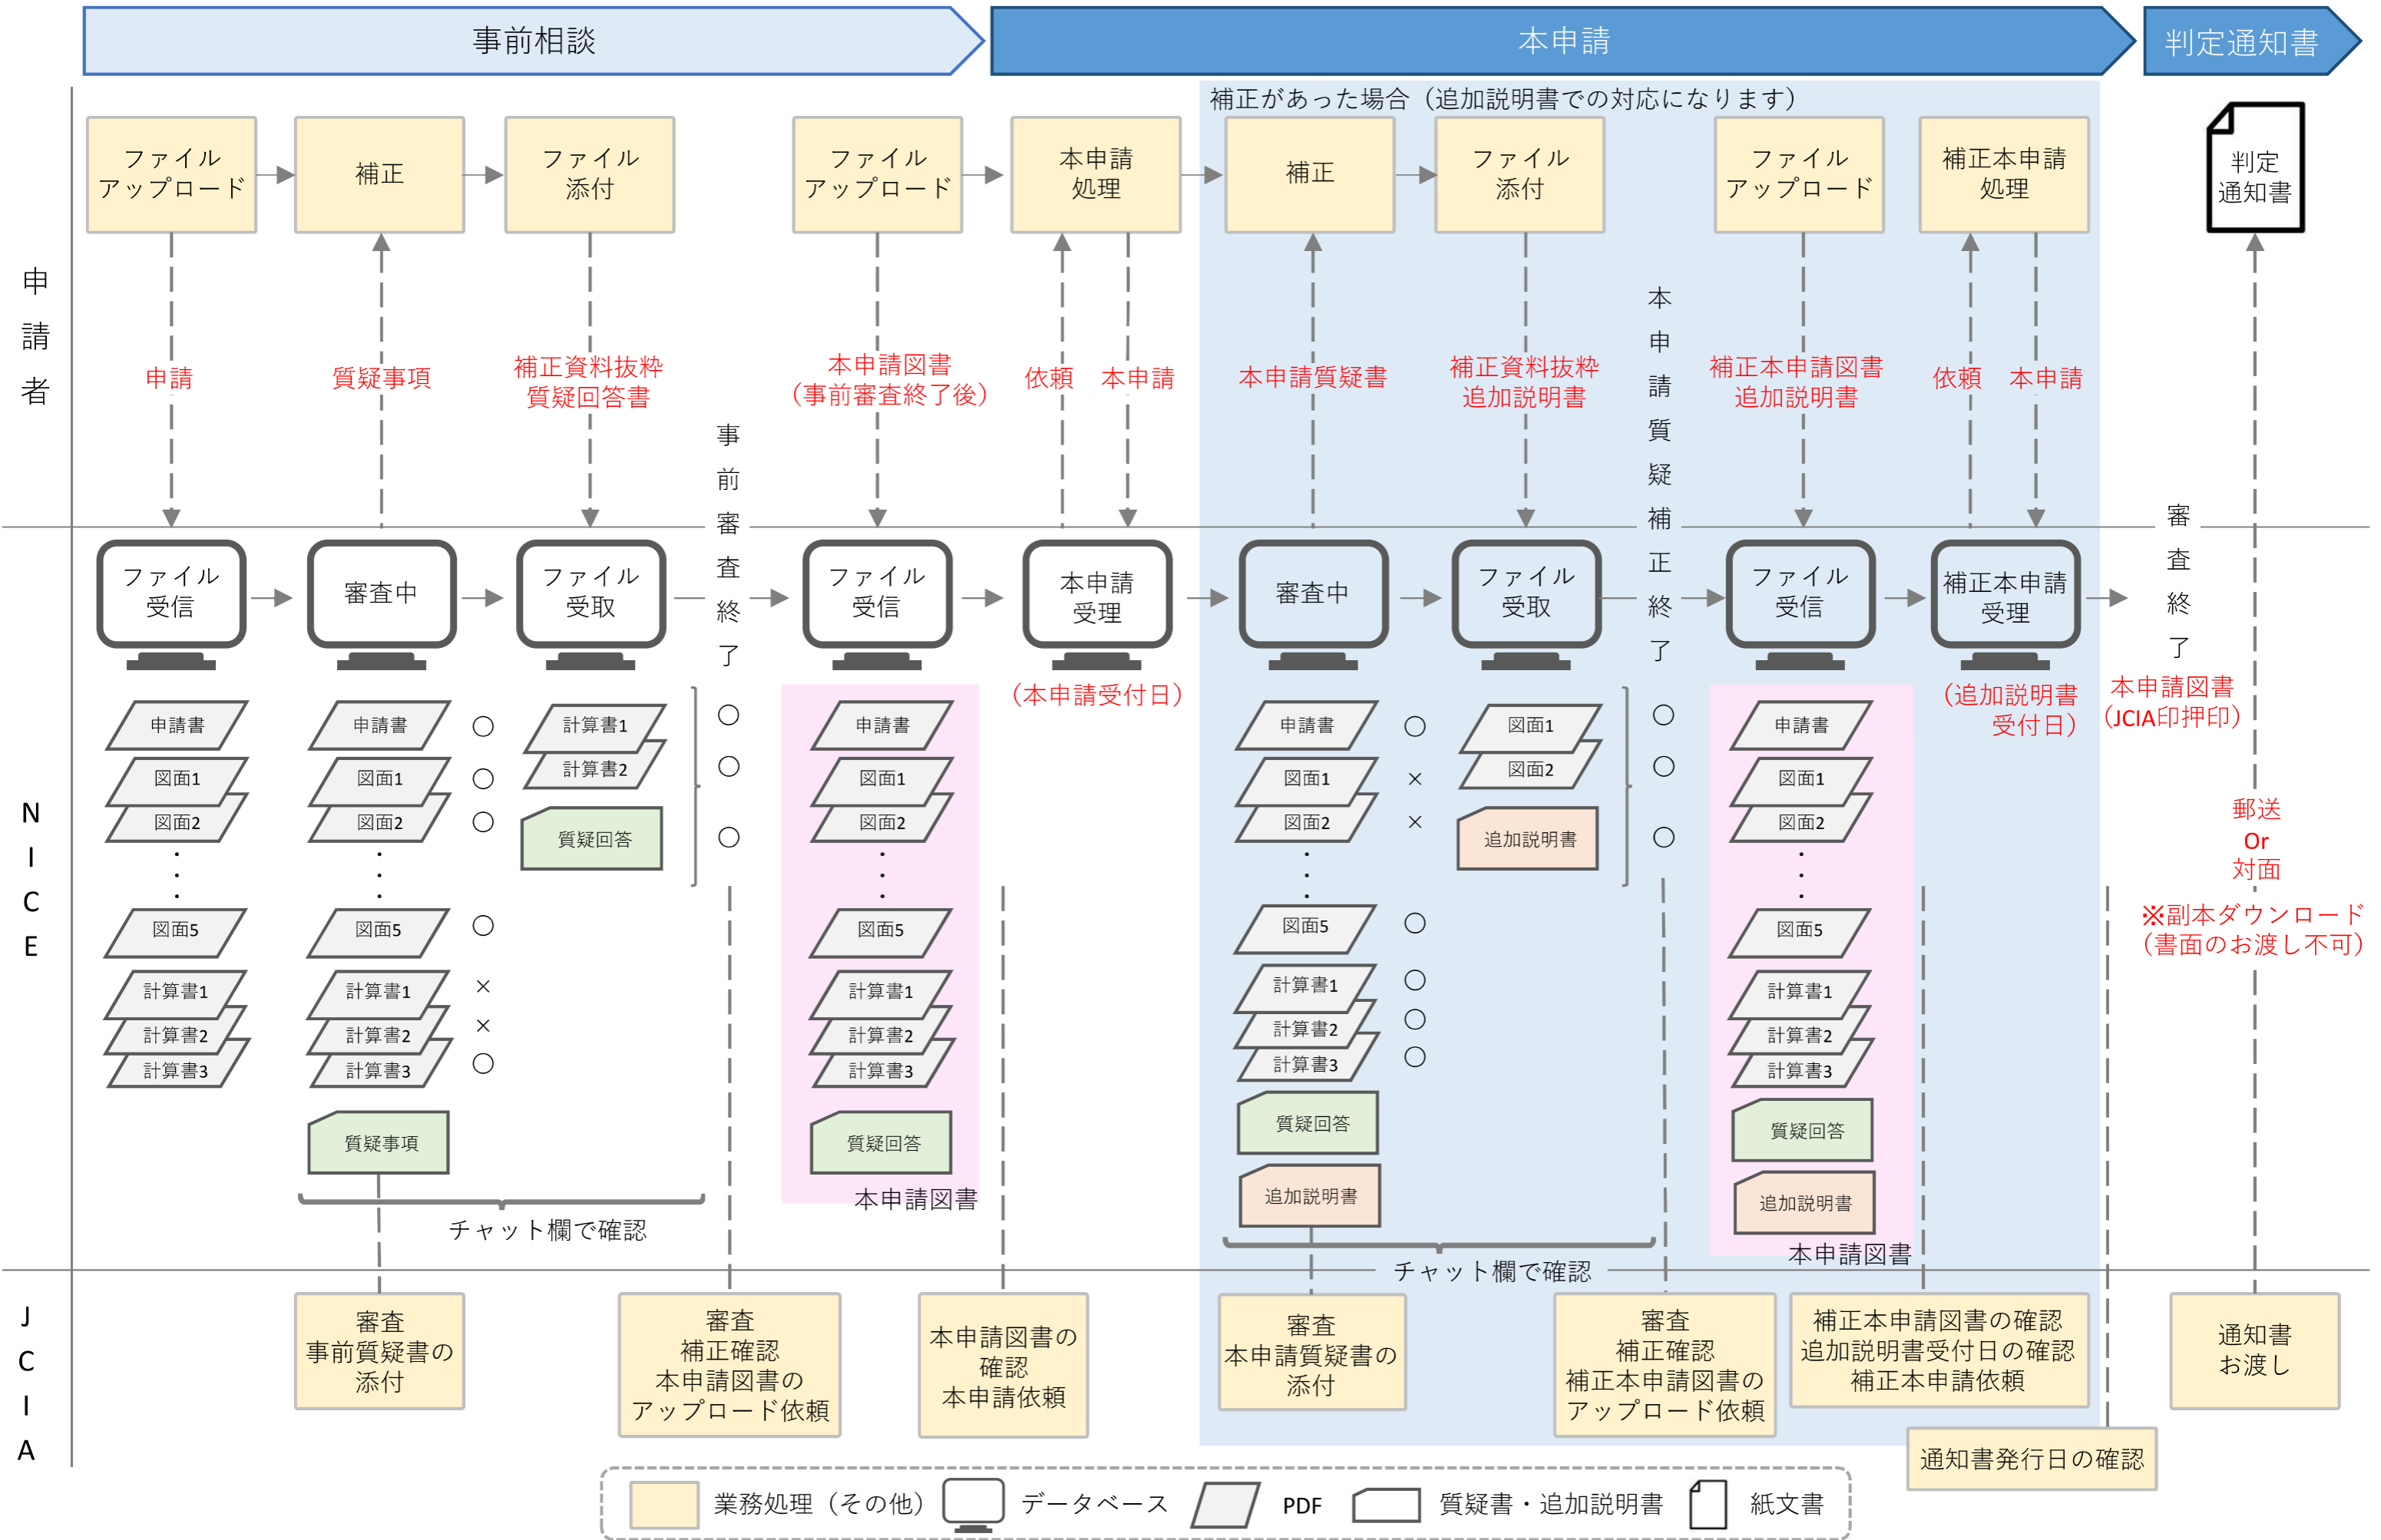 事前相談
本申請
判定通知書
補正があった場合（追加説明書での対応になります）
申請者
ファイル
アップロード
補正
ファイル
添付
ファイル
アップロード
本申請
処理
補正
ファイル
添付
ファイル
アップロード
補正本申請
処理
判定
通知書
申請
質疑事項
補正資料抜粋
質疑回答書
本申請図書
（事前審査終了後）
依頼
本申請
本申請質疑書
補正資料抜粋
追加説明書
補正本申請図書
追加説明書
依頼
本申請
事前審査終了
本申請質疑補正終了
審査終了
NICE
ファイル
受信
審査中
ファイル
受取
ファイル
受信
本申請
受理
審査中
ファイル
受取
ファイル
受信
補正本申請
受理
（本申請受付日）
（追加説明書
受付日）
本申請図書
（JCIA印押印）
郵送
Or
対面
※副本ダウンロード
（書面のお渡し不可）
申請書
図面1
図面2
・
・
・
図面5
計算書1
計算書2
計算書3
申請書 ○
図面1 ○
図面2 ○
・
・
・
図面5 ○
計算書1 ×
計算書2 ×
計算書3 ○
質疑事項
計算書1 ○
計算書2 ○
質疑回答 ○
チャット欄で確認
申請書
図面1
図面2
・
・
・
図面5
計算書1
計算書2
計算書3
質疑回答
本申請図書
申請書 ○
図面1 ×
図面2 ×
・
・
・
図面5 ○
計算書1 ○
計算書2 ○
計算書3 ○
質疑回答
追加説明書
図面1 ○
図面2 ○
追加説明書 ○
チャット欄で確認
申請書
図面1
図面2
・
・
・
図面5
計算書1
計算書2
計算書3
質疑回答
追加説明書
本申請図書
JCIA
審査
事前質疑書の
添付
審査
補正確認
本申請図書の
アップロード依頼
本申請図書の
確認
本申請依頼
審査
本申請質疑書の
添付
審査
補正確認
補正本申請図書の
アップロード依頼
補正本申請図書の確認
追加説明書受付日の確認
補正本申請依頼
通知書発行日の確認
通知書
お渡し
業務処理（その他）
データベース
PDF
質疑書・追加説明書
紙文書